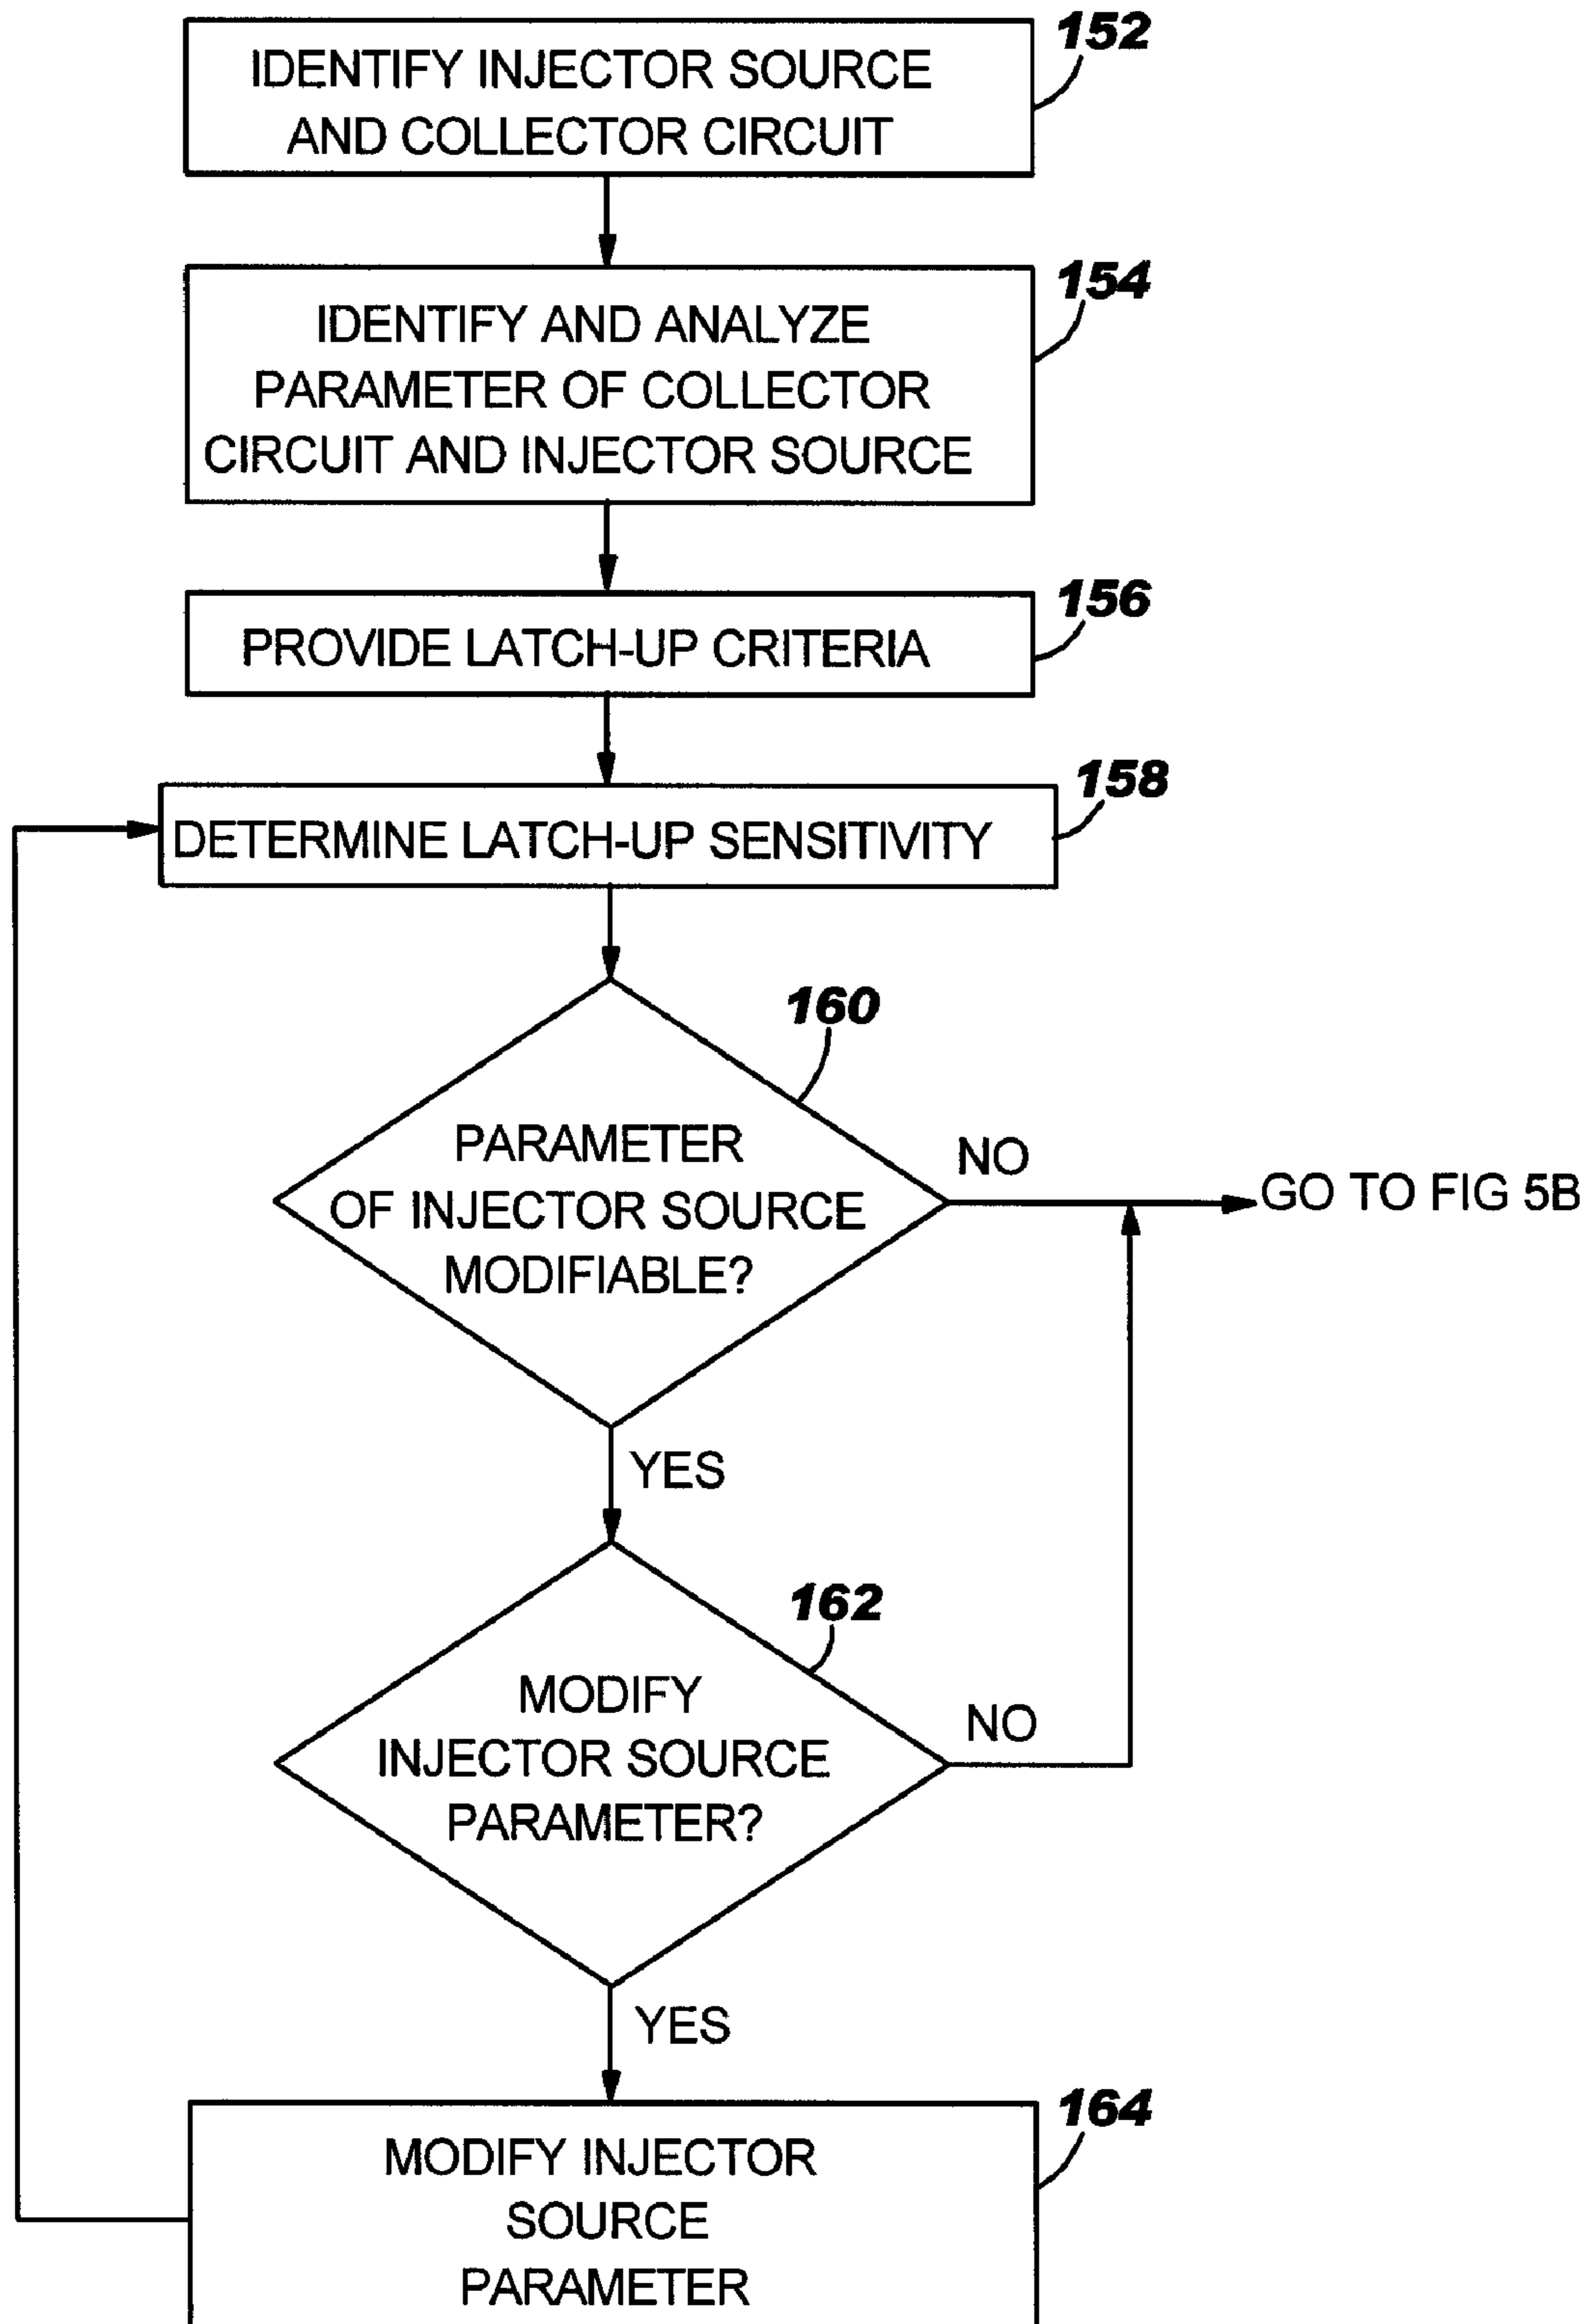 152
IDENTIFY INJECTOR SOURCE
AND COLLECTOR CIRCUIT
154
IDENTIFY AND ANALYZE
PARAMETER OF COLLECTOR
CIRCUIT AND INJECTOR SOURCE
156
PROVIDE LATCH-UP CRITERIA
158
DETERMINE LATCH-UP SENSITIVITY
160
PARAMETER
OF INJECTOR SOURCE
MODIFIABLE?
NO
GO TO FIG 5B
YES
162
MODIFY
INJECTOR SOURCE
PARAMETER?
NO
YES
164
MODIFY INJECTOR
SOURCE
PARAMETER